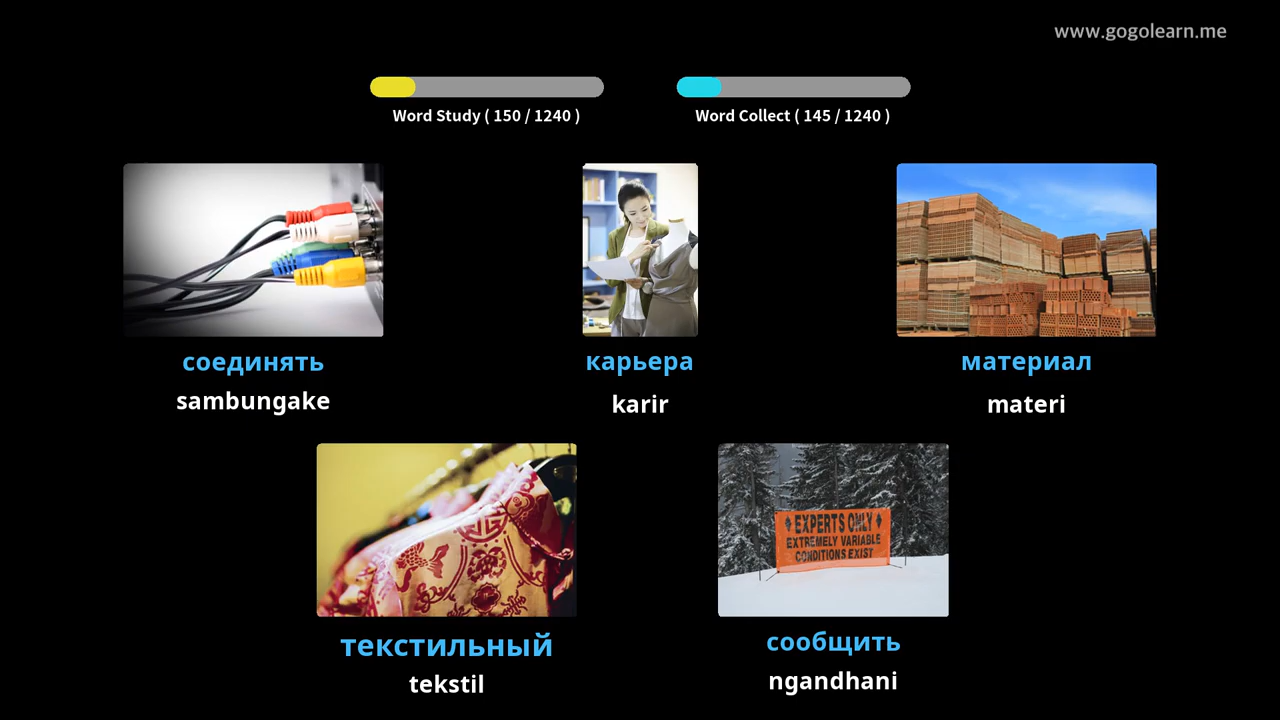 www.gogolearn.me
Word Study ( 150 / 1240 )
Word Collect ( 145 / 1240 )
соединять
sambungake
карьера
karir
материал
materi
текстильный
tekstil
EXPERTS ONLY
EXTREMELY VARIABLE
CONDITIONS EXIST
сообщить
ngandhani